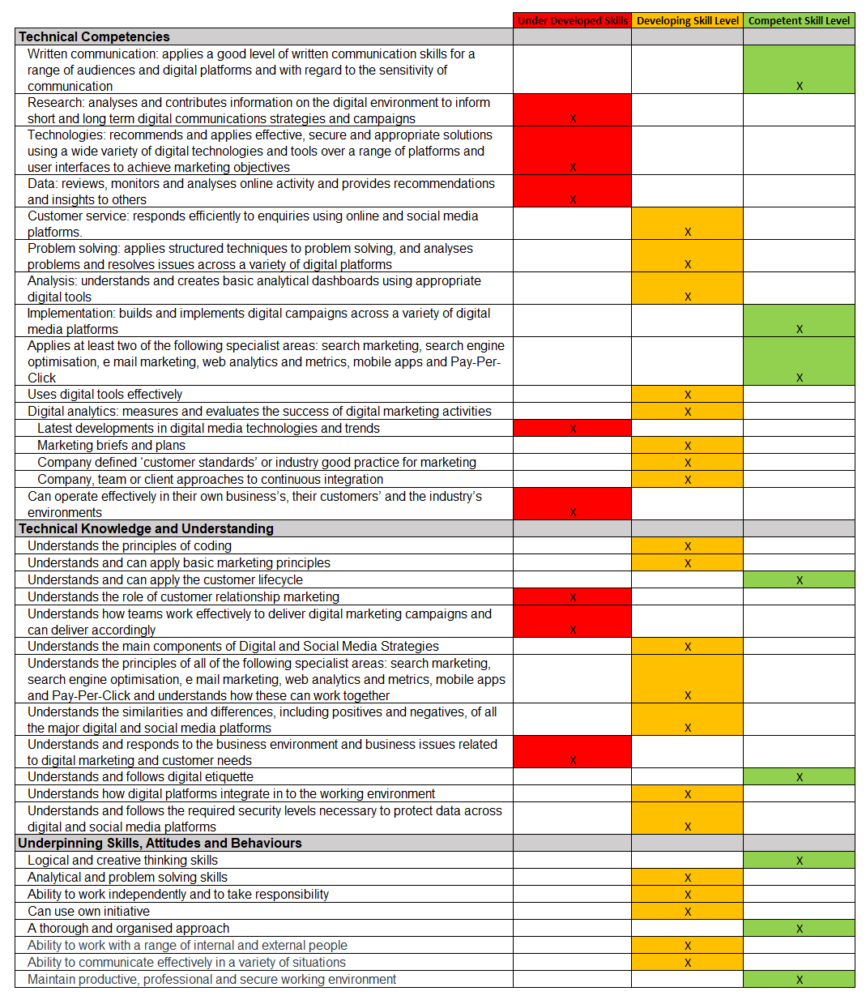 Under Developed Skills Developing Skill Level Competent Skill Level
Technical Competencies
Written communication: applies a good level of written communication skills for a
range of audiences and digital platforms and with regard to the sensitivity of
communication X
Research: analyses and contributes information on the digital environment to inform
short and long term digital communications strategies and campaigns X
Technologies: recommends and applies effective, secure and appropriate solutions
using a wide variety of digital technologies and tools over a range of platforms and
user interfaces to achieve marketing objectives X
Data: reviews, monitors and analyses online activity and provides recommendations
and insights to others X
Customer service: responds efficiently to enquiries using online and social media
platforms. X
Problem solving: applies structured techniques to problem solving, and analyses
problems and resolves issues across a variety of digital platforms X
Analysis: understands and creates basic analytical dashboards using appropriate
digital tools X
Implementation: builds and implements digital campaigns across a variety of digital
media platforms X
Applies at least two of the following specialist areas: search marketing, search engine
optimisation, e mail marketing, web analytics and metrics, mobile apps and Pay-Per-
Click X
Uses digital tools effectively X
Digital analytics: measures and evaluates the success of digital marketing activities X
Latest developments in digital media technologies and trends X
Marketing briefs and plans X
Company defined ‘customer standards’ or industry good practice for marketing X
Company, team or client approaches to continuous integration X
Can operate effectively in their own business’s, their customers’ and the industry’s
environments X
Technical Knowledge and Understanding
Understands the principles of coding X
Understands and can apply basic marketing principles X
Understands and can apply the customer lifecycle X
Understands the role of customer relationship marketing X
Understands how teams work effectively to deliver digital marketing campaigns and
can deliver accordingly X
Understands the main components of Digital and Social Media Strategies X
Understands the principles of all of the following specialist areas: search marketing,
search engine optimisation, e mail marketing, web analytics and metrics, mobile apps
and Pay-Per-Click and understands how these can work together X
Understands the similarities and differences, including positives and negatives, of all
the major digital and social media platforms X
Understands and responds to the business environment and business issues related
to digital marketing and customer needs X
Understands and follows digital etiquette X
Understands how digital platforms integrate in to the working environment X
Understands and follows the required security levels necessary to protect data across
digital and social media platforms X
Underpinning Skills, Attitudes and Behaviours
Logical and creative thinking skills X
Analytical and problem solving skills X
Ability to work independently and to take responsibility X
Can use own initiative X
A thorough and organised approach X
Ability to work with a range of internal and external people X
Ability to communicate effectively in a variety of situations X
Maintain productive, professional and secure working environment X